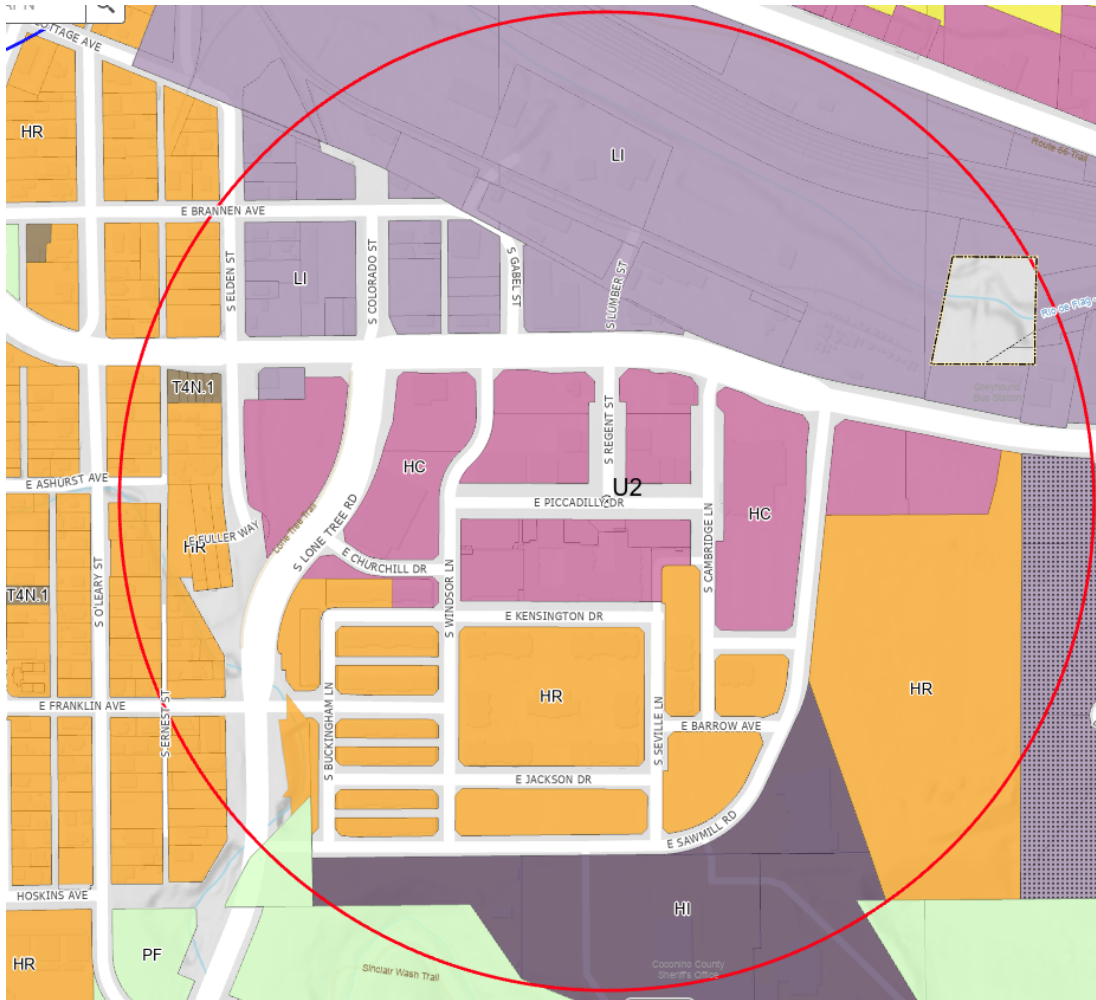 COTTAGE AVE
HR
LI
Route 66 Trail
E BRANNEN AVE
S ELDEN ST
LI
S COLORADO ST
S GABEL ST
S LUMBER ST
Rio de Flag
Greyhound
Bus Station
T4N.1
HC
S REGENT ST
U2
E PICCADILLY DR
HC
E ASHURST AVE
E FULLER WAY
HR
Lone Tree Trail
S LONE TREE RD
E CHURCHILL DR
S WINDSOR LN
S CAMBRIDGE LN
S O'LEARY ST
T4N.1
E KENSINGTON DR
HR
HR
E FRANKLIN AVE
S ERNEST ST
S BUCKINGHAM LN
S SEVILLE LN
E BARROW AVE
E JACKSON DR
E SAWMILL RD
HOSKINS AVE
HI
PF
HR
Sinclair Wash Trail
Coconino County
Sheriff's Office